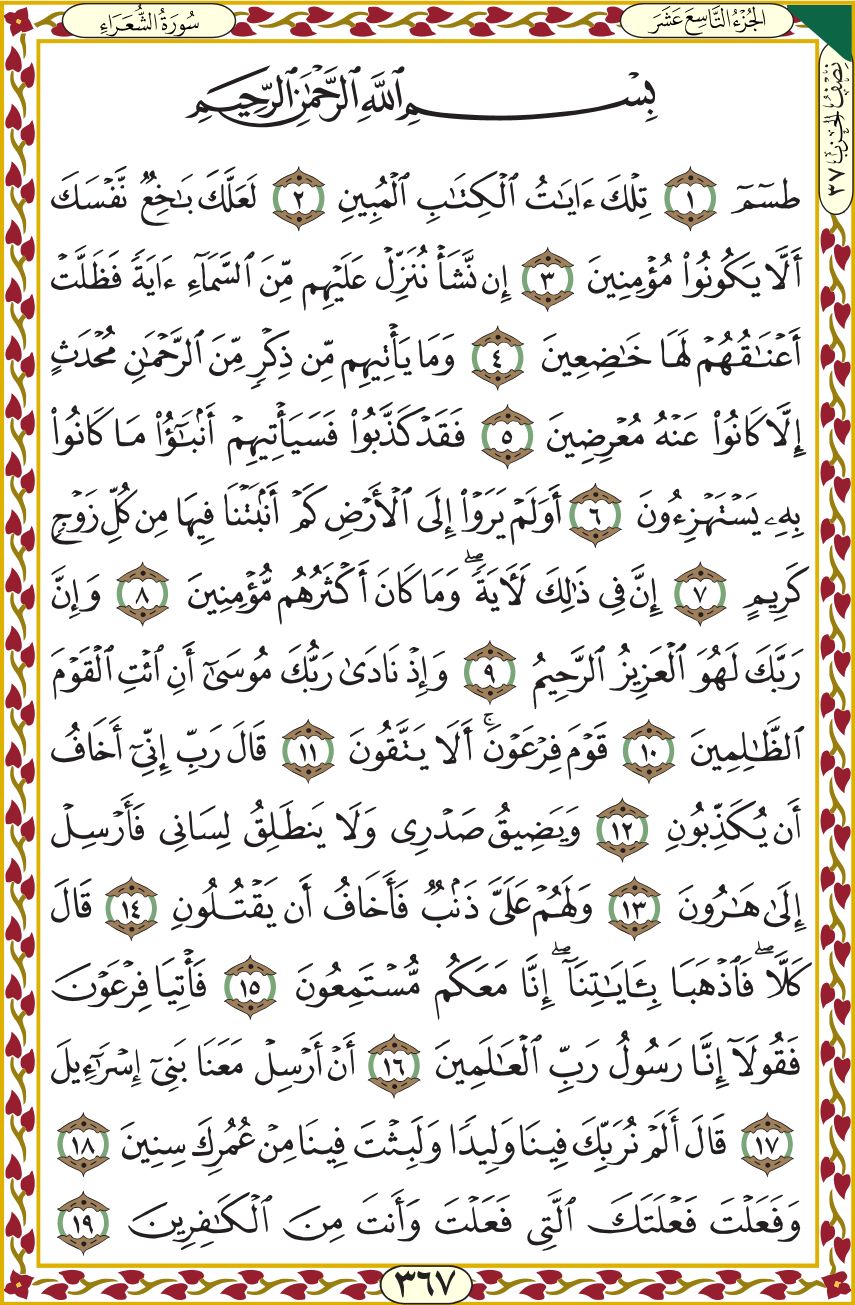 الجُزْءُ التَّاسِعَ عَشَرَ
سُورَةُ الشُّعَرَاءِ
نِصْفُ الحِزْبِ ٣٧
بِسْمِ ٱللَّهِ ٱلرَّحْمَٰنِ ٱلرَّحِيمِ
طسٓمٓ ١ تِلْكَ ءَايَٰتُ ٱلْكِتَٰبِ ٱلْمُبِينِ ٢ لَعَلَّكَ بَٰخِعٌ نَّفْسَكَ
أَلَّا يَكُونُوا۟ مُؤْمِنِينَ ٣ إِن نَّشَأْ نُنَزِّلْ عَلَيْهِم مِّنَ ٱلسَّمَآءِ ءَايَةً فَظَلَّتْ
أَعْنَٰقُهُمْ لَهَا خَٰضِعِينَ ٤ وَمَا يَأْتِيهِم مِّن ذِكْرٍ مِّنَ ٱلرَّحْمَٰنِ مُحْدَثٍ
إِلَّا كَانُوا۟ عَنْهُ مُعْرِضِينَ ٥ فَقَدْ كَذَّبُوا۟ فَسَيَأْتِيهِمْ أَنۢبَٰٓؤُا۟ مَا كَانُوا۟
بِهِۦ يَسْتَهْزِءُونَ ٦ أَوَلَمْ يَرَوْا۟ إِلَى ٱلْأَرْضِ كَمْ أَنۢبَتْنَا فِيهَا مِن كُلِّ زَوْجٍ
كَرِيمٍ ٧ إِنَّ فِى ذَٰلِكَ لَءَايَةً ۖ وَمَا كَانَ أَكْثَرُهُم مُّؤْمِنِينَ ٨ وَإِنَّ
رَبَّكَ لَهُوَ ٱلْعَزِيزُ ٱلرَّحِيمُ ٩ وَإِذْ نَادَىٰ رَبُّكَ مُوسَىٰٓ أَنِ ٱئْتِ ٱلْقَوْمَ
ٱلظَّٰلِمِينَ ١٠ قَوْمَ فِرْعَوْنَ ۚ أَلَا يَتَّقُونَ ١١ قَالَ رَبِّ إِنِّىٓ أَخَافُ
أَن يُكَذِّبُونِ ١٢ وَيَضِيقُ صَدْرِى وَلَا يَنطَلِقُ لِسَانِى فَأَرْسِلْ
إِلَىٰ هَٰرُونَ ١٣ وَلَهُمْ عَلَىَّ ذَنۢبٌ فَأَخَافُ أَن يَقْتُلُونِ ١٤ قَالَ
كَلَّا ۖ فَٱذْهَبَا بِـَٔايَٰتِنَآ ۖ إِنَّا مَعَكُم مُّسْتَمِعُونَ ١٥ فَأْتِيَا فِرْعَوْنَ
فَقُولَآ إِنَّا رَسُولُ رَبِّ ٱلْعَٰلَمِينَ ١٦ أَنْ أَرْسِلْ مَعَنَا بَنِىٓ إِسْرَٰٓءِيلَ
١٧ قَالَ أَلَمْ نُرَبِّكَ فِينَا وَلِيدًا وَلَبِثْتَ فِينَا مِنْ عُمُرِكَ سِنِينَ ١٨
وَفَعَلْتَ فَعْلَتَكَ ٱلَّتِى فَعَلْتَ وَأَنتَ مِنَ ٱلْكَٰفِرِينَ ١٩
٣٦٧